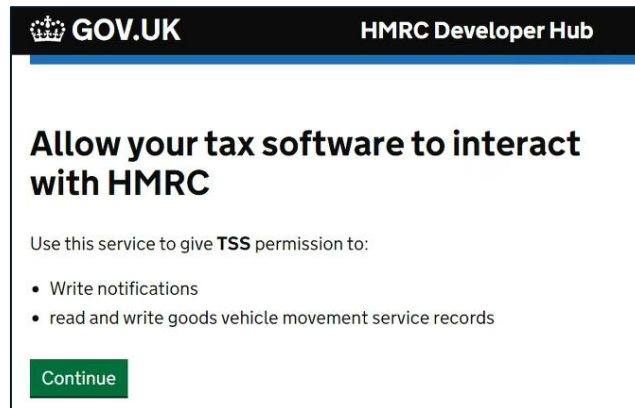 GOV.UK HMRC Developer Hub
Allow your tax software to interact
with HMRC
Use this service to give TSS permission to:
• Write notifications
• read and write goods vehicle movement service records
Continue